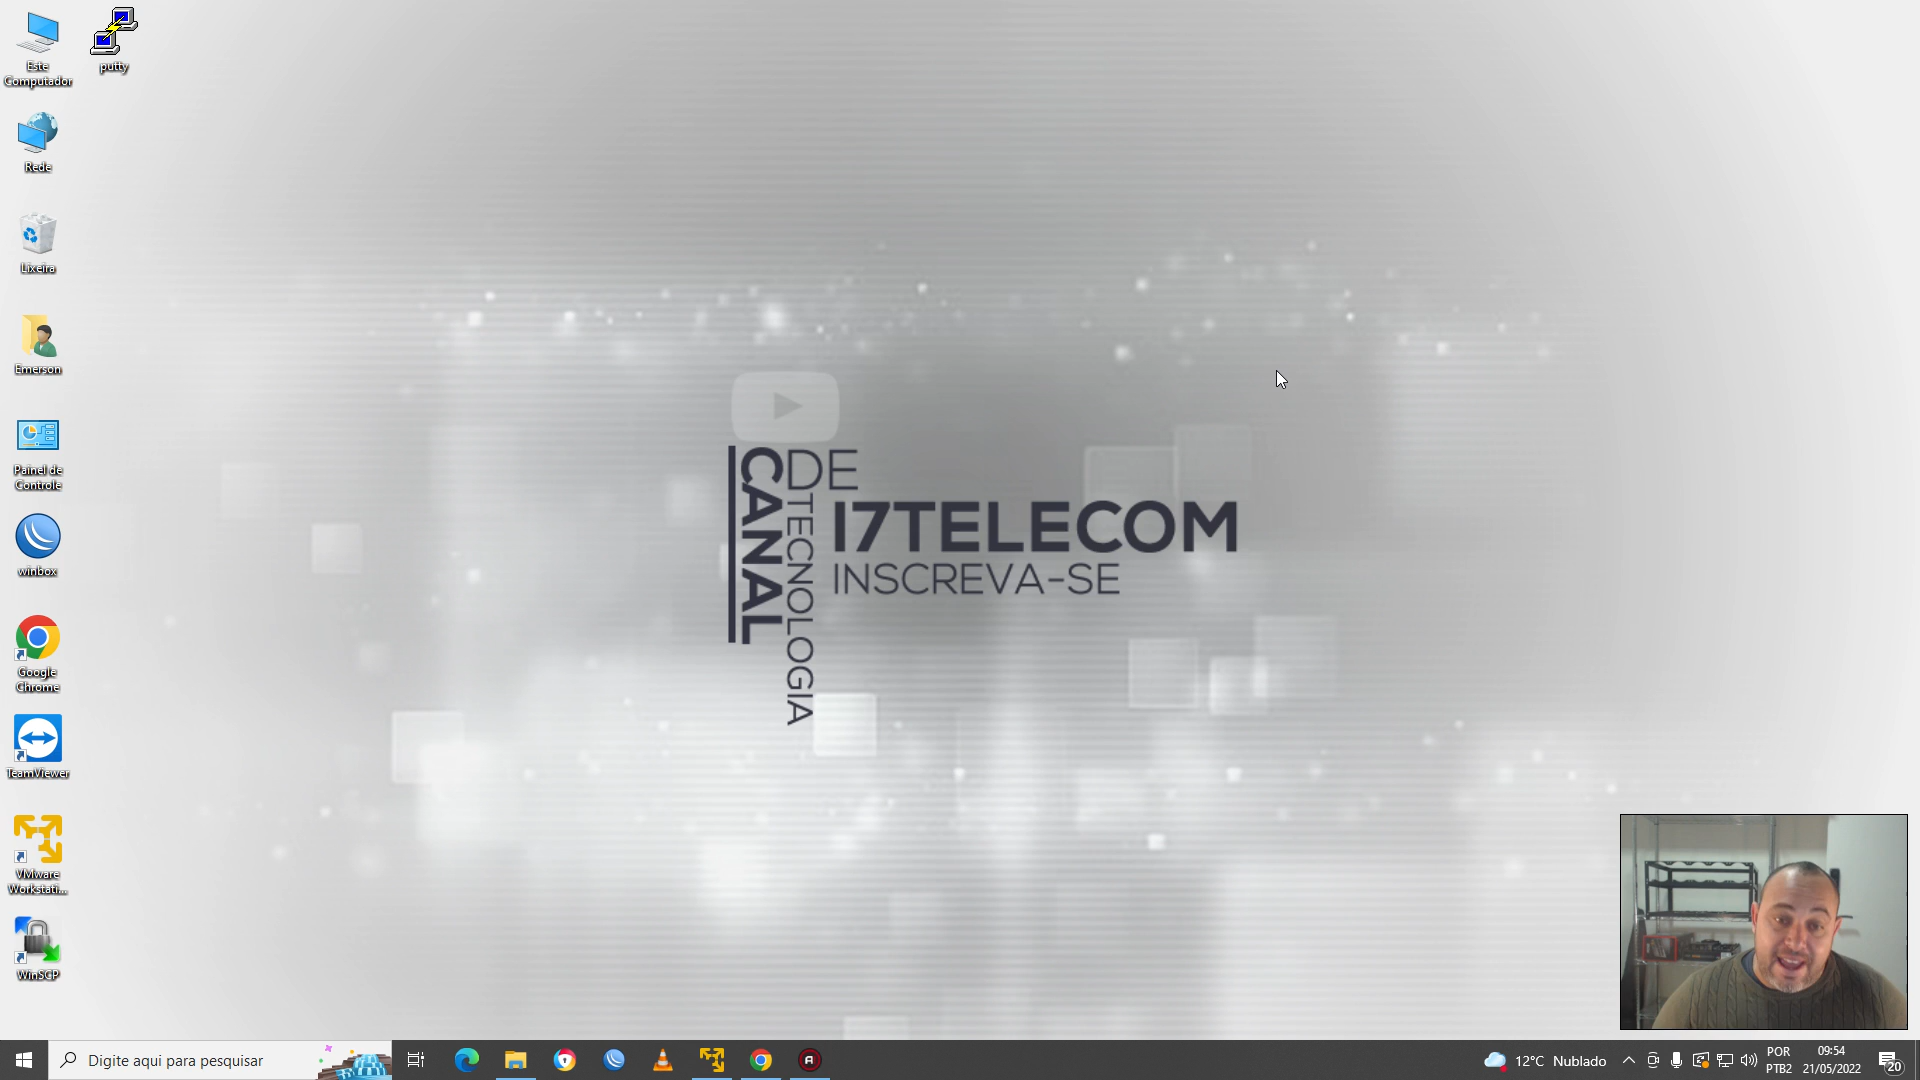 Este
Computador
putty
Rede
Lixeira
Emerson
Painel de
Controle
winbox
Google
Chrome
TeamViewer
VMware
Workstati...
WinSCP
CANAL
DE
TECNOLOGIA
I7TELECOM
INSCREVA-SE
Digite aqui para pesquisar
12°C Nublado
POR
PTB2
09:54
21/05/2022
20